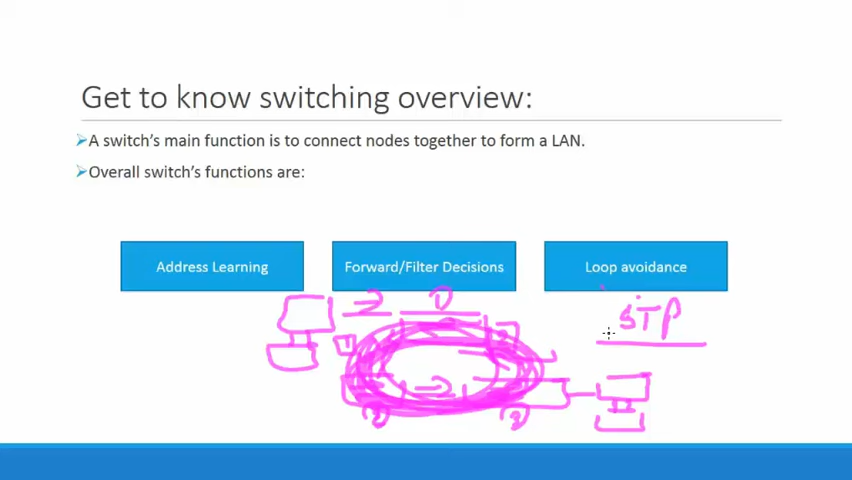 Get to know switching overview:
A switch's main function is to connect nodes together to form a LAN.
Overall switch's functions are:
Address Learning
Forward/Filter Decisions
Loop avoidance
STP